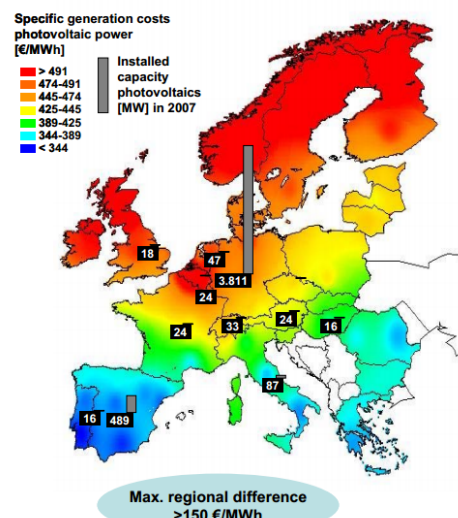 Specific generation costs
photovoltaic power
[€/MWh]
> 491
474-491
445-474
425-445
389-425
344-389
< 344
Installed
capacity
photovoltaics
[MW] in 2007
18
47
3.811
24
24
33
24
16
87
16
489
Max. regional difference
>150 €/MWh